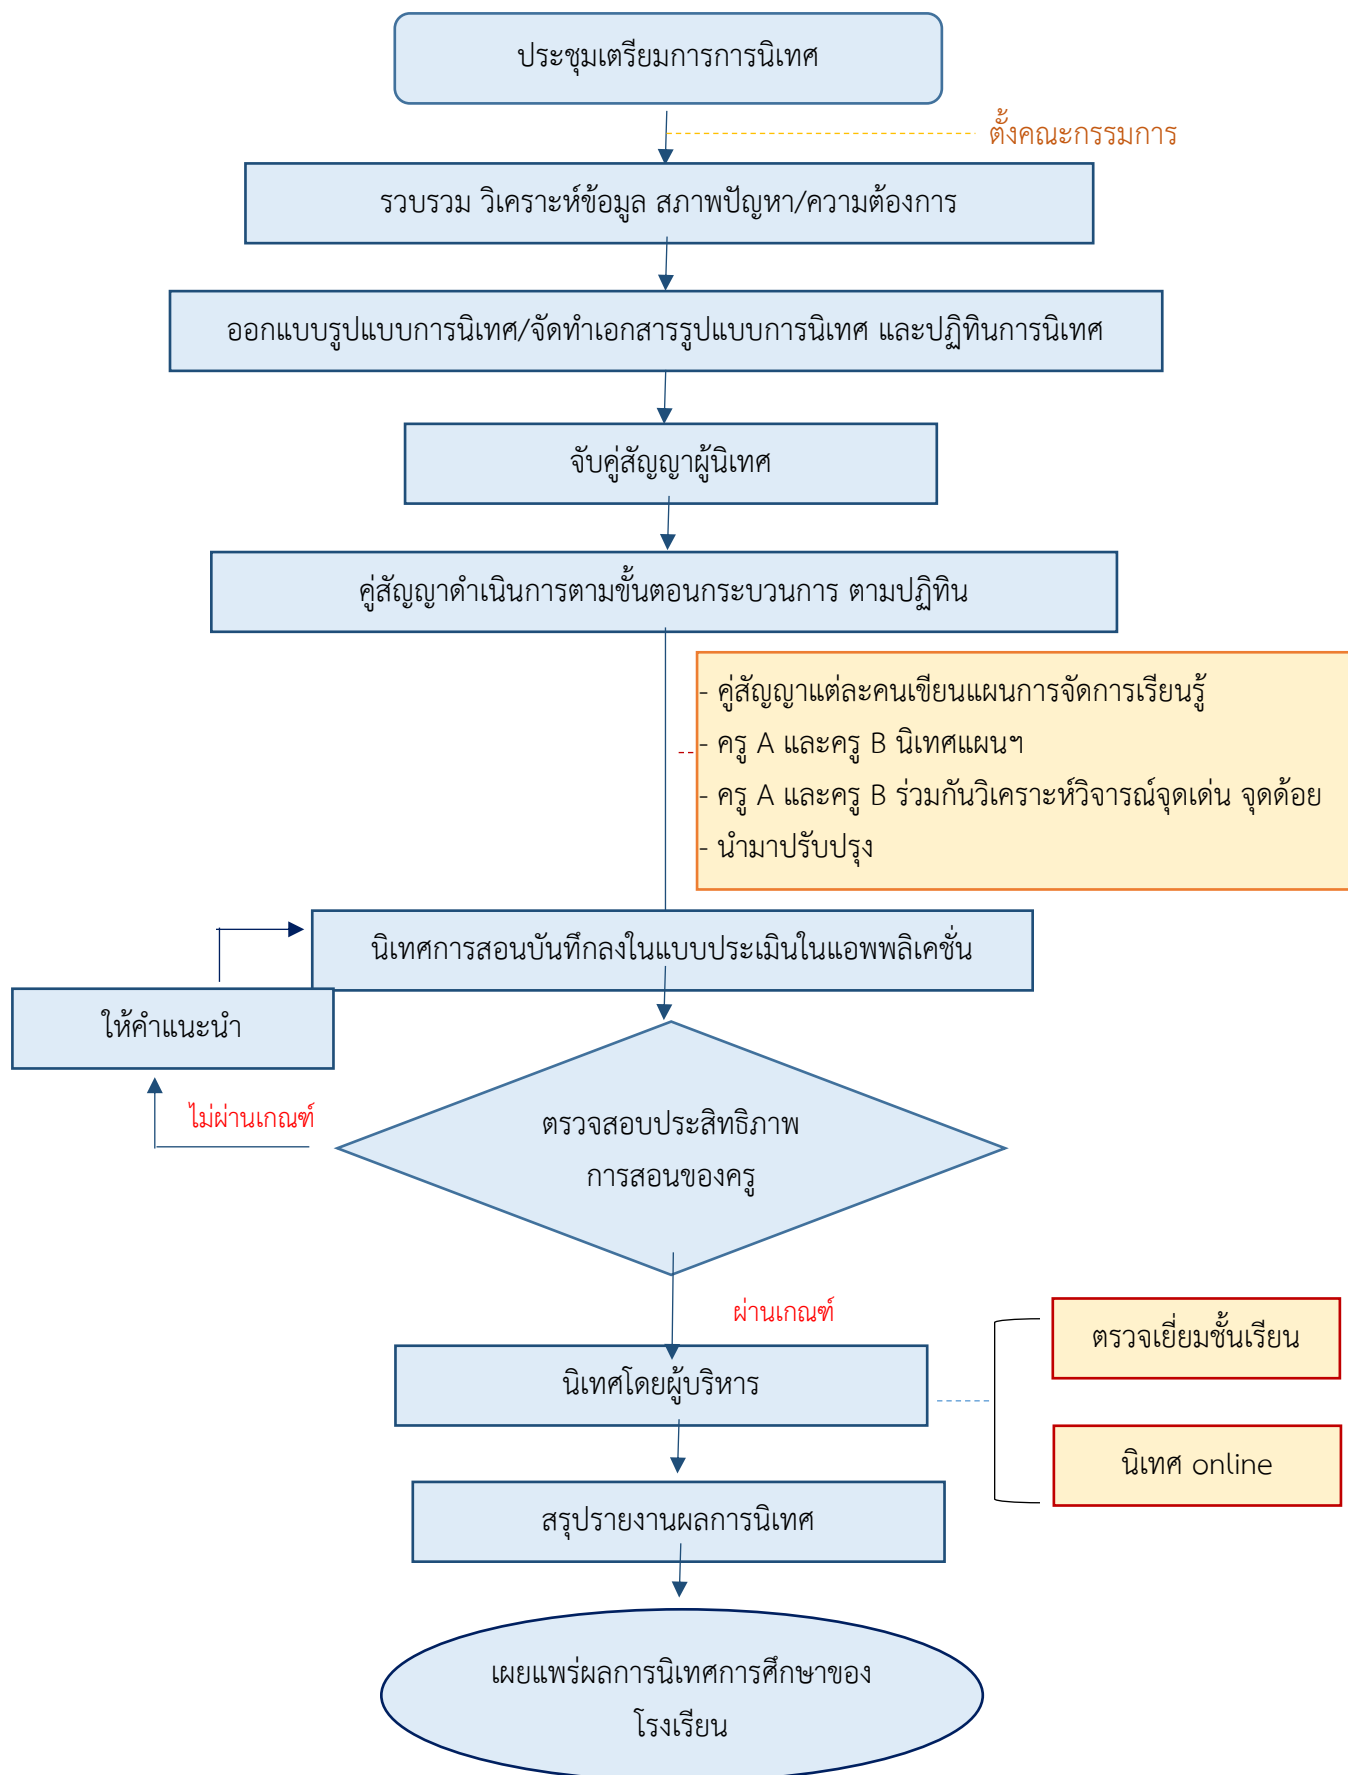 ประชุมเตรียมการการนิเทศ
ตั้งคณะกรรมการ
รวบรวม วิเคราะห์ข้อมูล สภาพปัญหา/ความต้องการ
ออกแบบรูปแบบการนิเทศ/จัดทำเอกสารรูปแบบการนิเทศ และปฏิทินการนิเทศ
จับคู่สัญญาผู้นิเทศ
คู่สัญญาดำเนินการตามขั้นตอนกระบวนการ ตามปฏิทิน
- คู่สัญญาแต่ละคนเขียนแผนการจัดการเรียนรู้
- ครู A และครู B นิเทศแผนฯ
- ครู A และครู B ร่วมกันวิเคราะห์วิจารณ์จุดเด่น จุดด้อย
- นำมาปรับปรุง
นิเทศการสอนบันทึกลงในแบบประเมินในแอพพลิเคชั่น
ให้คำแนะนำ
ไม่ผ่านเกณฑ์
ตรวจสอบประสิทธิภาพ
การสอนของครู
ผ่านเกณฑ์
ตรวจเยี่ยมชั้นเรียน
นิเทศโดยผู้บริหาร
นิเทศ online
สรุปรายงานผลการนิเทศ
เผยแพร่ผลการนิเทศการศึกษาของ
โรงเรียน